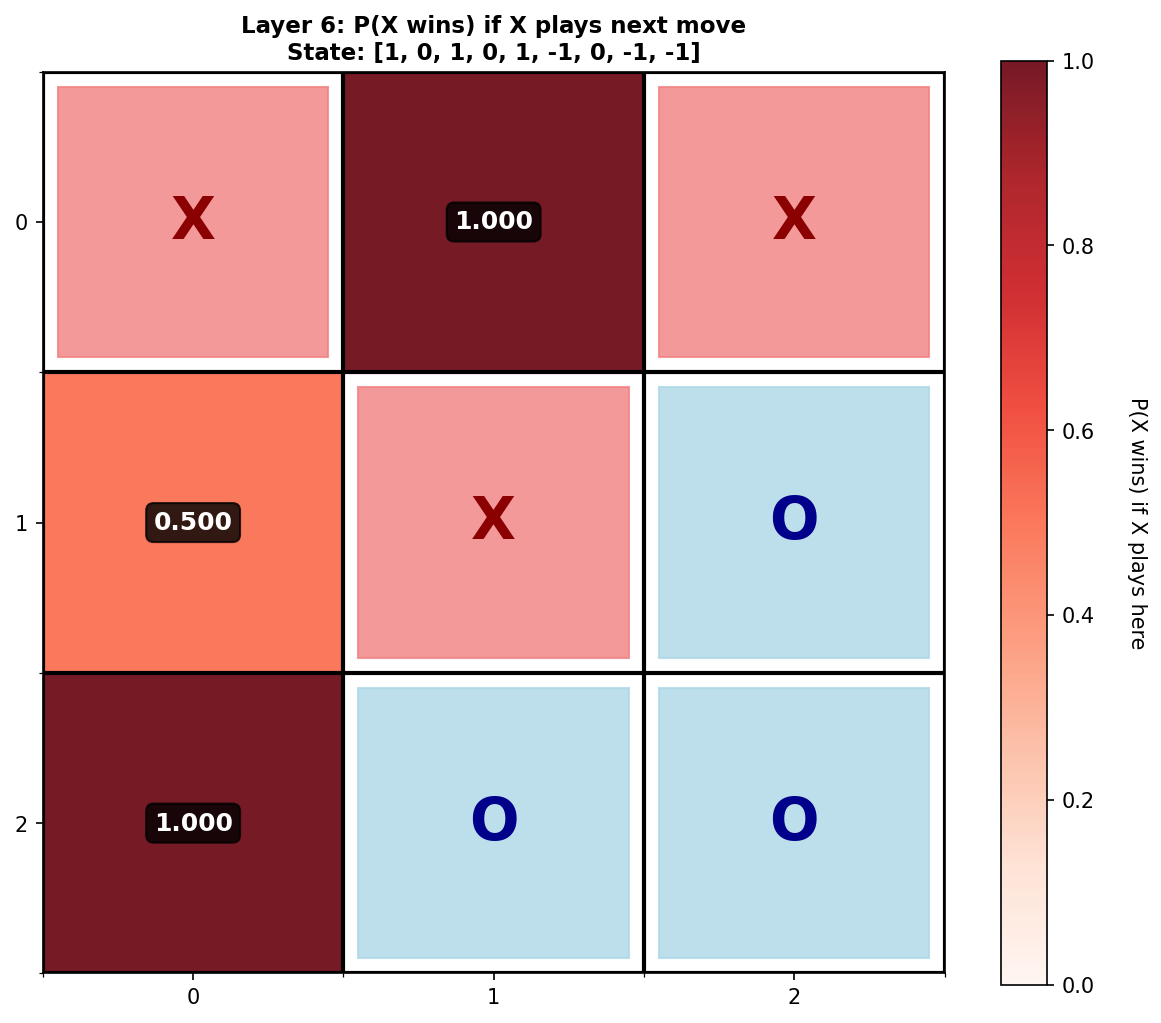 Layer 6: P(X wins) if X plays next move
State: [1, 0, 1, 0, 1, -1, 0, -1, -1]
0
X
1.000
X
1
0.500
X
O
2
1.000
O
O
0
1
2
1.0
0.8
0.6
0.4
0.2
0.0
P(X wins) if X plays here